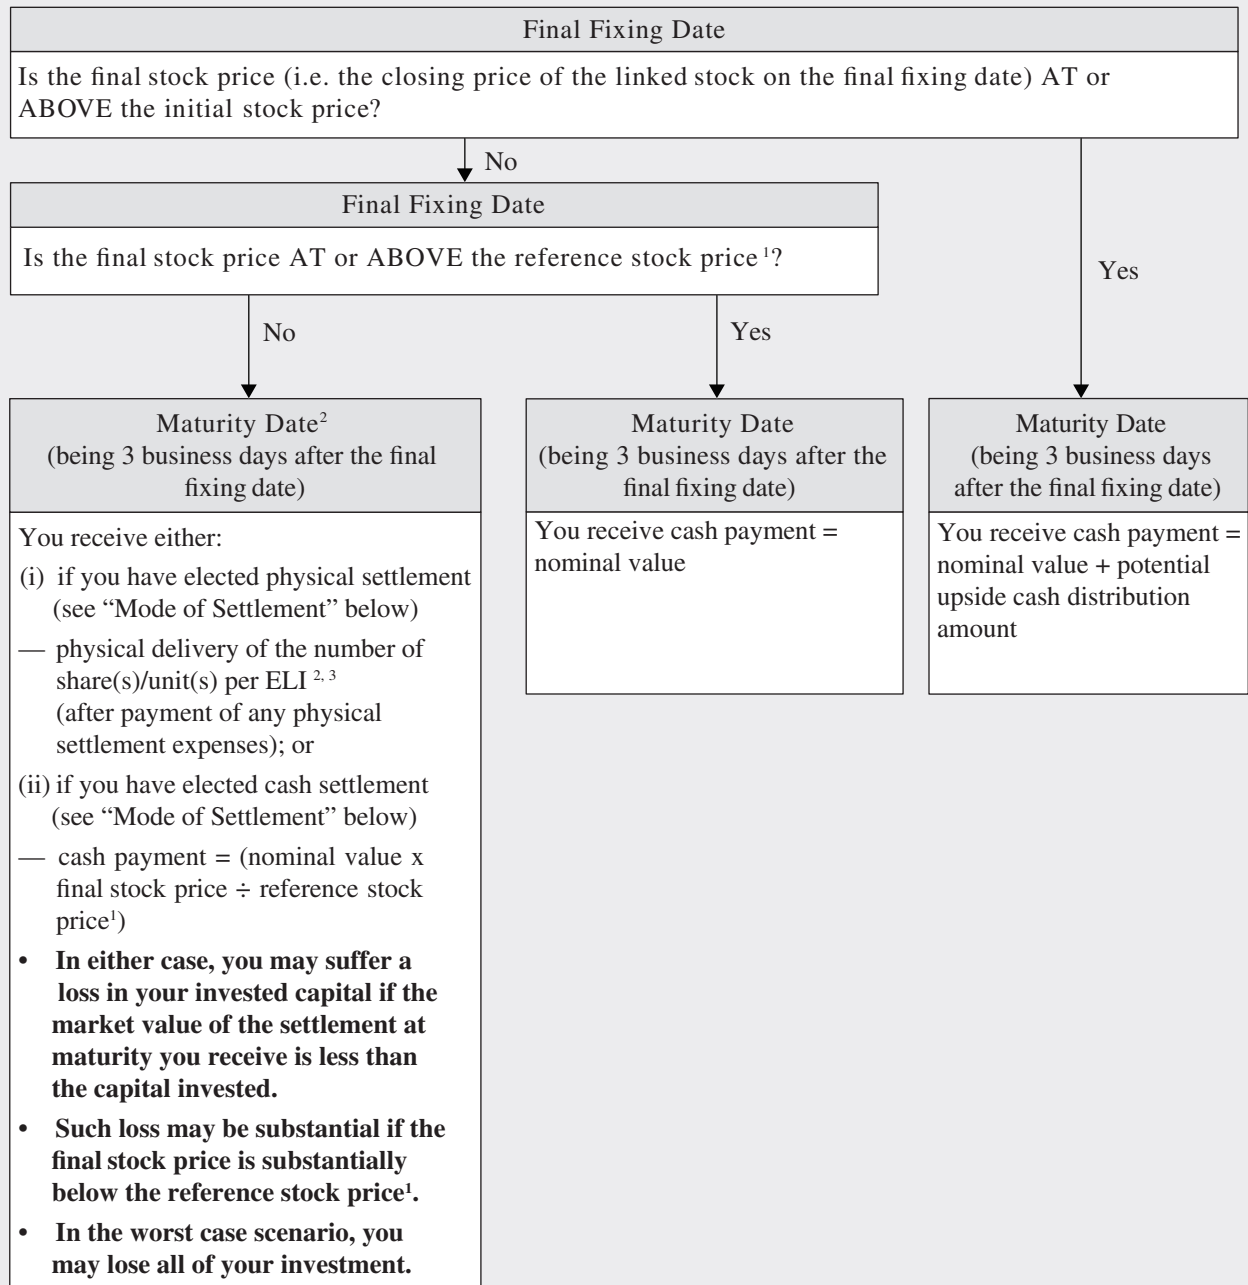 Final Fixing Date
Is the final stock price (i.e. the closing price of the linked stock on the final fixing date) AT or
ABOVE the initial stock price?
No
Final Fixing Date
Is the final stock price AT or ABOVE the reference stock price ¹?
Yes
No
Yes
Maturity Date²
(being 3 business days after the final
fixing date)
You receive either:
(i) if you have elected physical settlement
(see “Mode of Settlement” below)
— physical delivery of the number of
share(s)/unit(s) per ELI ²,³
(after payment of any physical
settlement expenses); or
(ii) if you have elected cash settlement
(see “Mode of Settlement” below)
— cash payment = (nominal value x
final stock price ÷ reference stock
price¹)
• In either case, you may suffer a
loss in your invested capital if the
market value of the settlement at
maturity you receive is less than
the capital invested.
• Such loss may be substantial if the
final stock price is substantially
below the reference stock price¹.
• In the worst case scenario, you
may lose all of your investment.
Maturity Date
(being 3 business days after the
final fixing date)
You receive cash payment =
nominal value
Maturity Date
(being 3 business days
after the final fixing date)
You receive cash payment =
nominal value + potential
upside cash distribution
amount